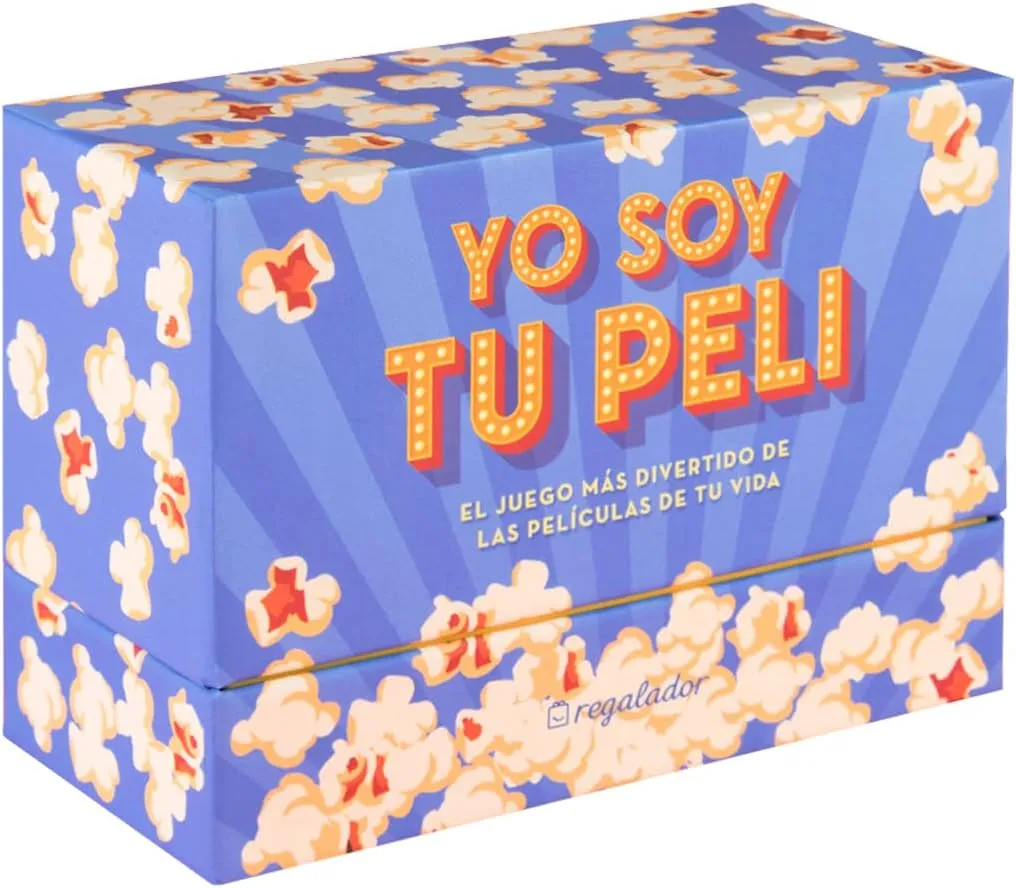 YO SOY
TU PELI
EL JUEGO MÁS DIVERTIDO DE
LAS PELÍCULAS DE TU VIDA
regalador